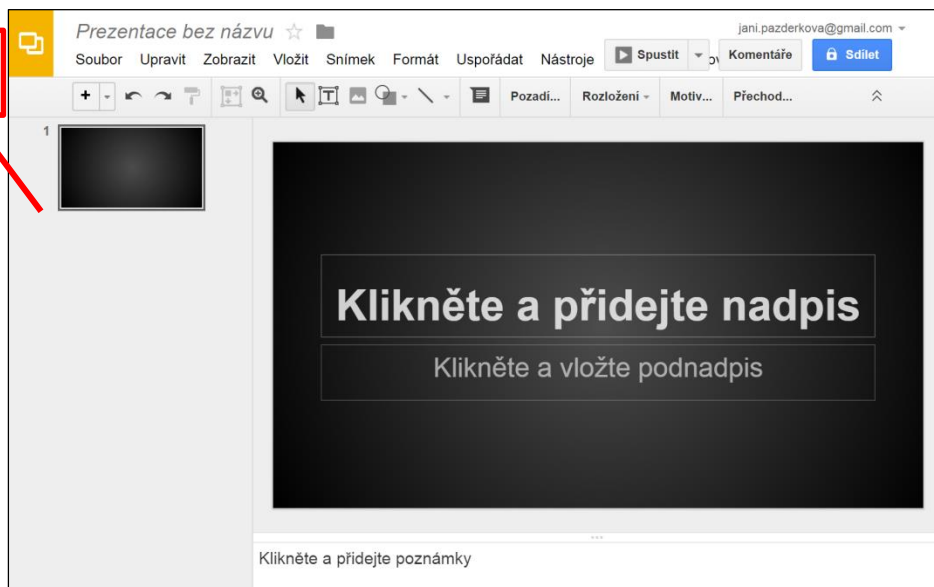 Prezentace bez názvu
jani.pazderkova@gmail.com
Soubor Upravit Zobrazit Vložit Snímek Formát Uspořádat Nástroje
Spustit
Komentáře
Sdílet
Pozadí... Rozložení Motiv... Přechod...
1
Klikněte a přidejte nadpis
Klikněte a vložte podnadpis
Klikněte a přidejte poznámky